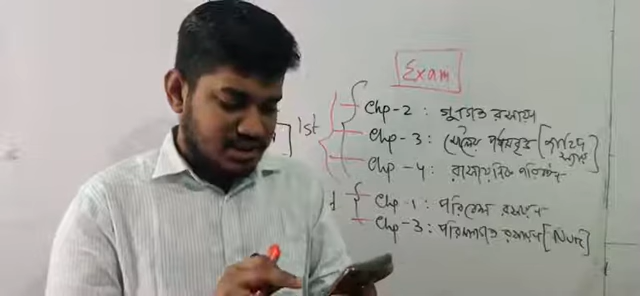 Exam
1st
Chp-2 : গুণগত রসায়ন
Chp-3 : মৌলের পর্যায়বৃত্ত
Chp-4 : রাসায়নিক পরিবর্তন
Chp-1 : পরিবেশ রসায়ন
Chp-3 : পরিমাণগত রসায়ন